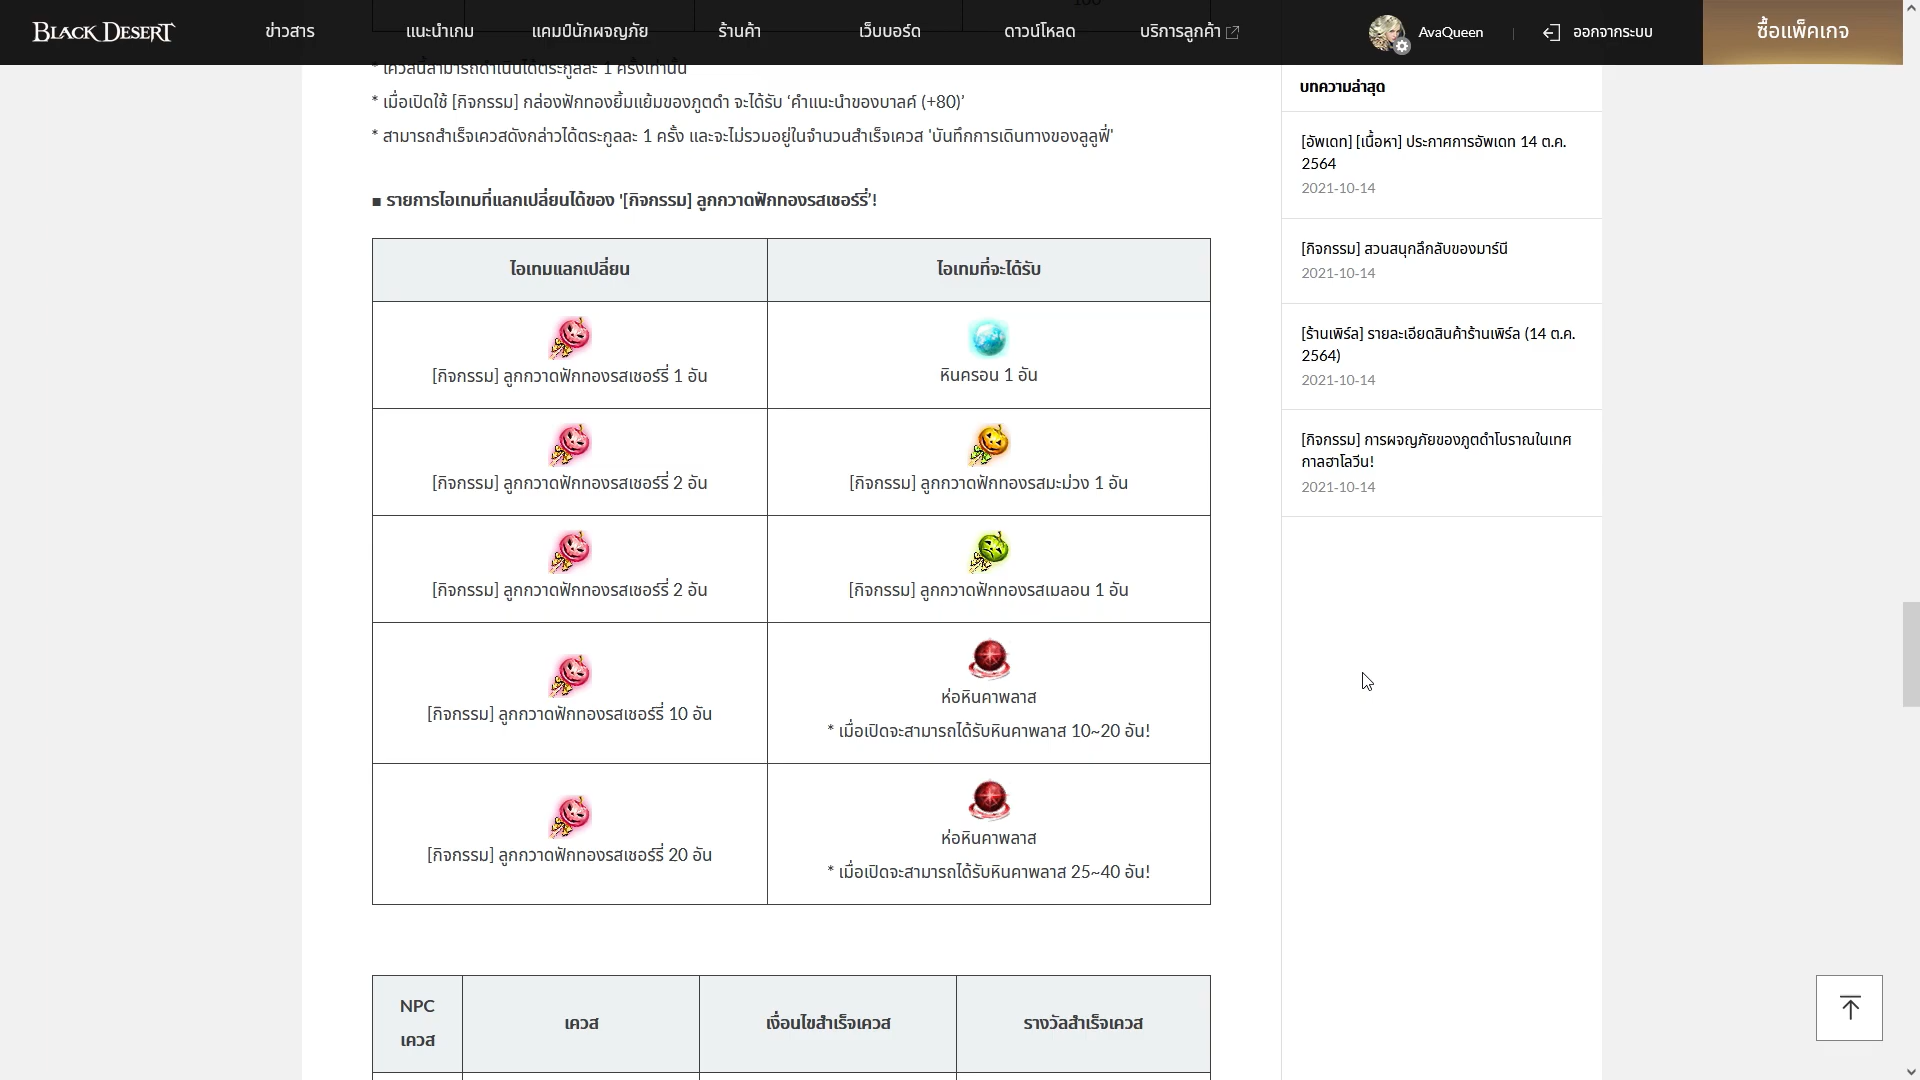 BLACK DESERT
ข่าวสาร
แนะนำเกม
แคมป์นักผจญภัย
ร้านค้า
เว็บบอร์ด
ดาวน์โหลด
บริการลูกค้า
AvaQueen
ออกจากระบบ
ซื้อแพ็คเกจ
* เควสนี้สามารถดำเนินได้ตระกูลละ 1 ครั้งเท่านั้น
* เมื่อเปิดใช้ [กิจกรรม] กล่องฟักทองยิ้มแย้มของภูตดำ จะได้รับ ‘คำแนะนำของบาลค์ (+80)’
* สามารถสำเร็จเควสดังกล่าวได้ตระกูลละ 1 ครั้ง และจะไม่รวมอยู่ในจำนวนสำเร็จเควส 'บันทึกการเดินทางของลูลูฟี่'
■ รายการไอเทมที่แลกเปลี่ยนได้ของ '[กิจกรรม] ลูกกวาดฟักทองรสเชอร์รี่'!
ไอเทมแลกเปลี่ยน
ไอเทมที่จะได้รับ
[กิจกรรม] ลูกกวาดฟักทองรสเชอร์รี่ 1 อัน
หินครอน 1 อัน
[กิจกรรม] ลูกกวาดฟักทองรสเชอร์รี่ 2 อัน
[กิจกรรม] ลูกกวาดฟักทองรสมะม่วง 1 อัน
[กิจกรรม] ลูกกวาดฟักทองรสเชอร์รี่ 2 อัน
[กิจกรรม] ลูกกวาดฟักทองรสเมลอน 1 อัน
[กิจกรรม] ลูกกวาดฟักทองรสเชอร์รี่ 10 อัน
ห่อหินคาพลาส
* เมื่อเปิดจะสามารถได้รับหินคาพลาส 10~20 อัน!
[กิจกรรม] ลูกกวาดฟักทองรสเชอร์รี่ 20 อัน
ห่อหินคาพลาส
* เมื่อเปิดจะสามารถได้รับหินคาพลาส 25~40 อัน!
NPC
เควส
เควส
เงื่อนไขสำเร็จเควส
รางวัลสำเร็จเควส
บทความล่าสุด
[อัพเดท] [เนื้อหา] ประกาศการอัพเดท 14 ต.ค.
2564
2021-10-14
[กิจกรรม] สวนสนุกลึกลับของมาร์นี
2021-10-14
[ร้านเพิร์ล] รายละเอียดสินค้าร้านเพิร์ล (14 ต.ค.
2564)
2021-10-14
[กิจกรรม] การผจญภัยของภูตดำโบราณในเทศ
กาลฮาโลวีน!
2021-10-14